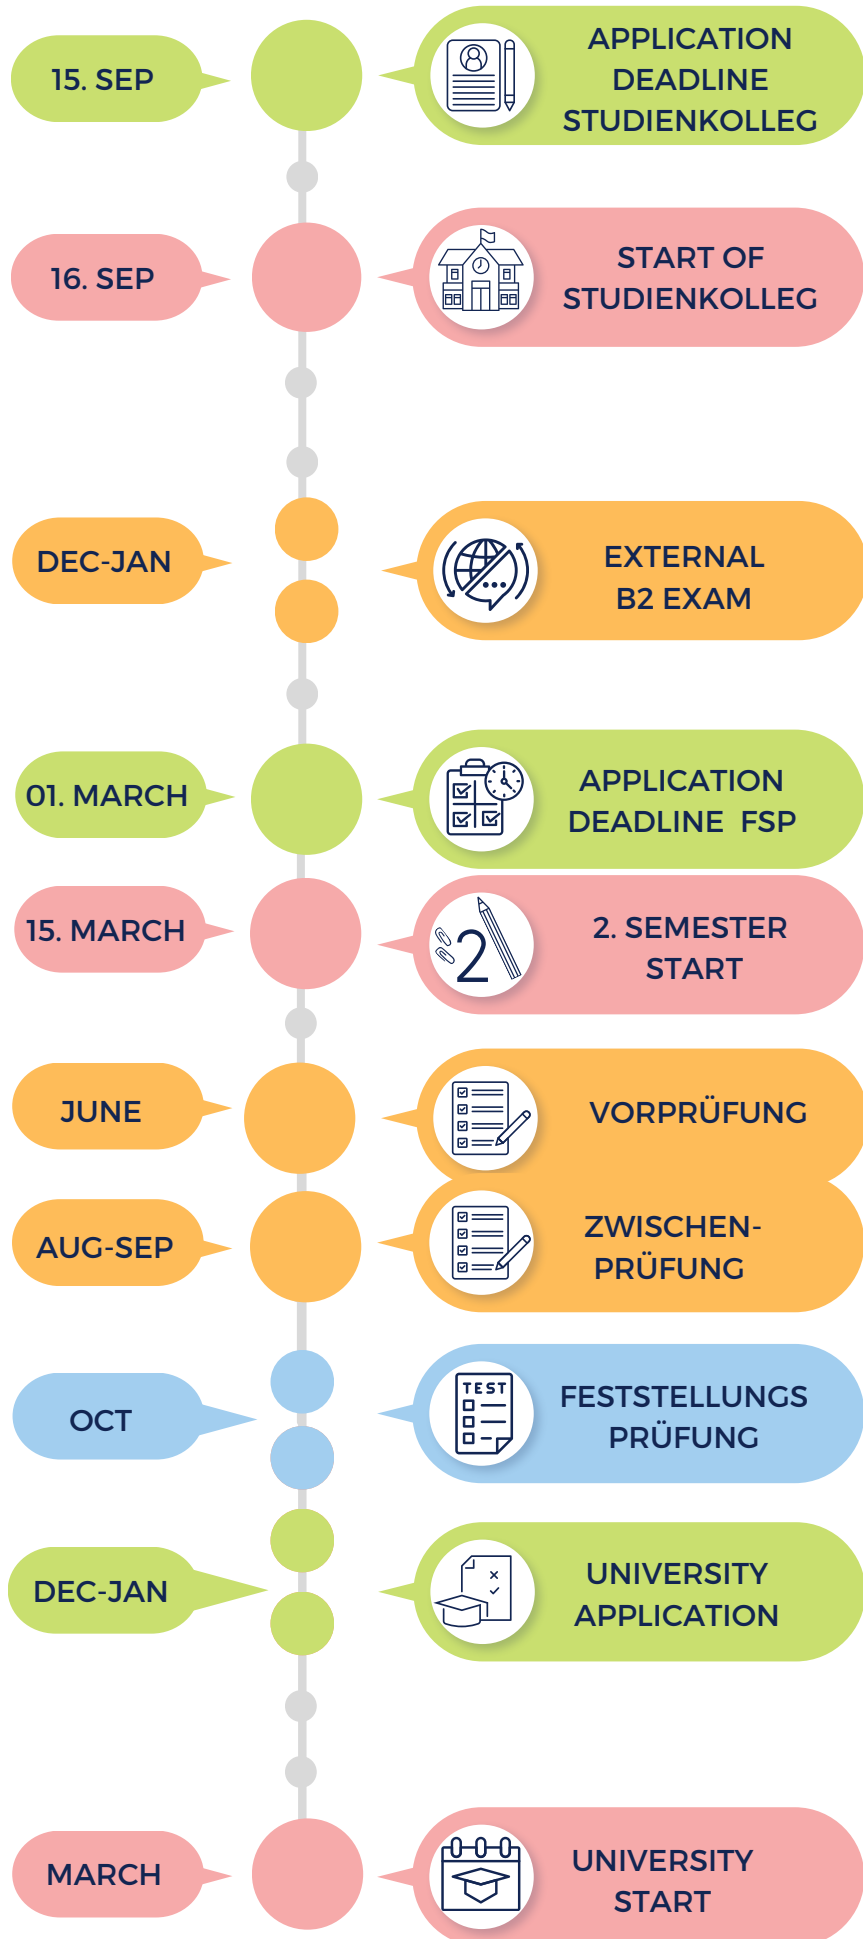 15. SEP
APPLICATION
DEADLINE
STUDIENKOLLEG
16. SEP
START OF
STUDIENKOLLEG
DEC-JAN
EXTERNAL
B2 EXAM
01. MARCH
APPLICATION
DEADLINE FSP
15. MARCH
2
2. SEMESTER
START
JUNE
VORPRÜFUNG
AUG-SEP
ZWISCHEN-
PRÜFUNG
OCT
TEST
FESTSTELLUNGS
PRÜFUNG
DEC-JAN
UNIVERSITY
APPLICATION
MARCH
UNIVERSITY
START